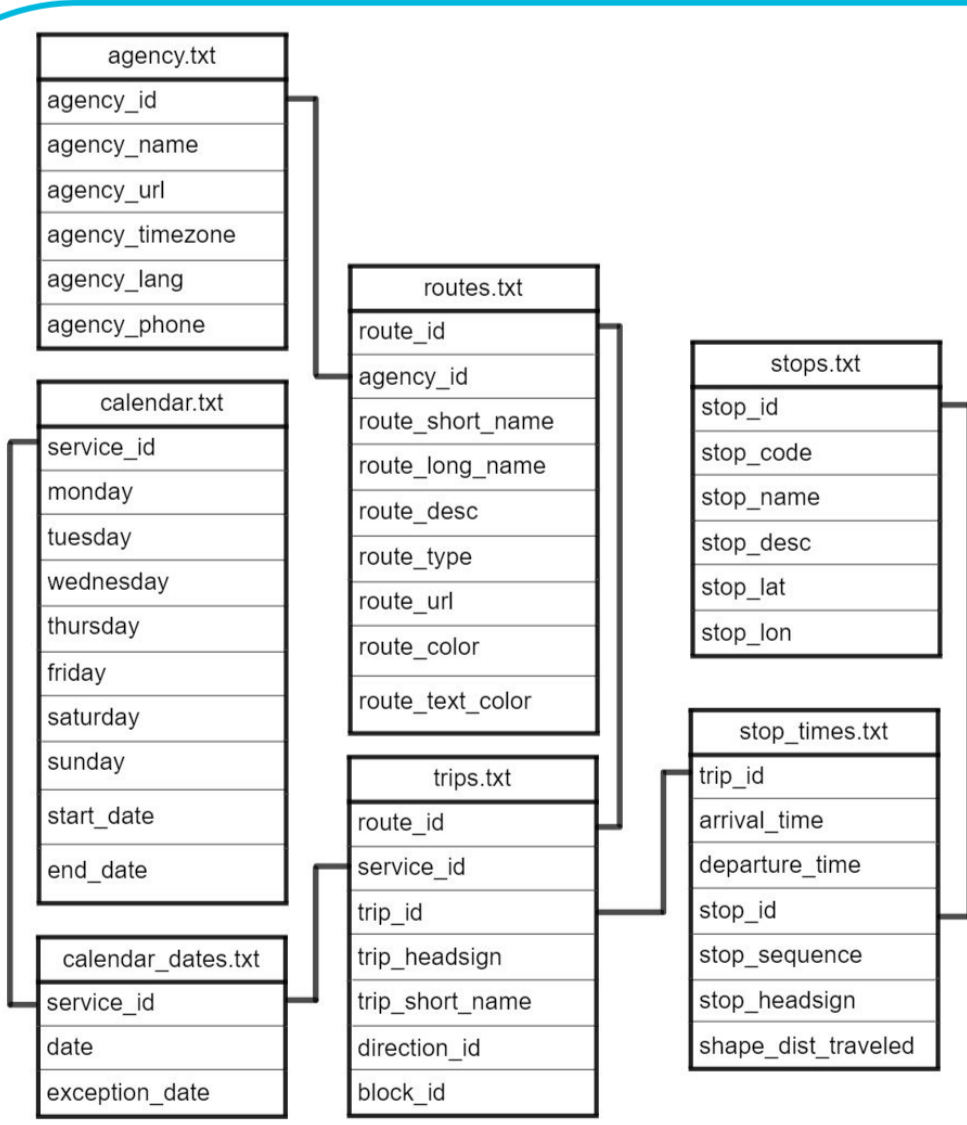 agency.txt
agency_id
agency_name
agency_url
agency_timezone
agency_lang
agency_phone
calendar.txt
service_id
monday
tuesday
wednesday
thursday
friday
saturday
sunday
start_date
end_date
calendar_dates.txt
service_id
date
exception_date
routes.txt
route_id
agency_id
route_short_name
route_long_name
route_desc
route_type
route_url
route_color
route_text_color
trips.txt
route_id
service_id
trip_id
trip_headsign
trip_short_name
direction_id
block_id
stops.txt
stop_id
stop_code
stop_name
stop_desc
stop_lat
stop_lon
stop_times.txt
trip_id
arrival_time
departure_time
stop_id
stop_sequence
stop_headsign
shape_dist_traveled